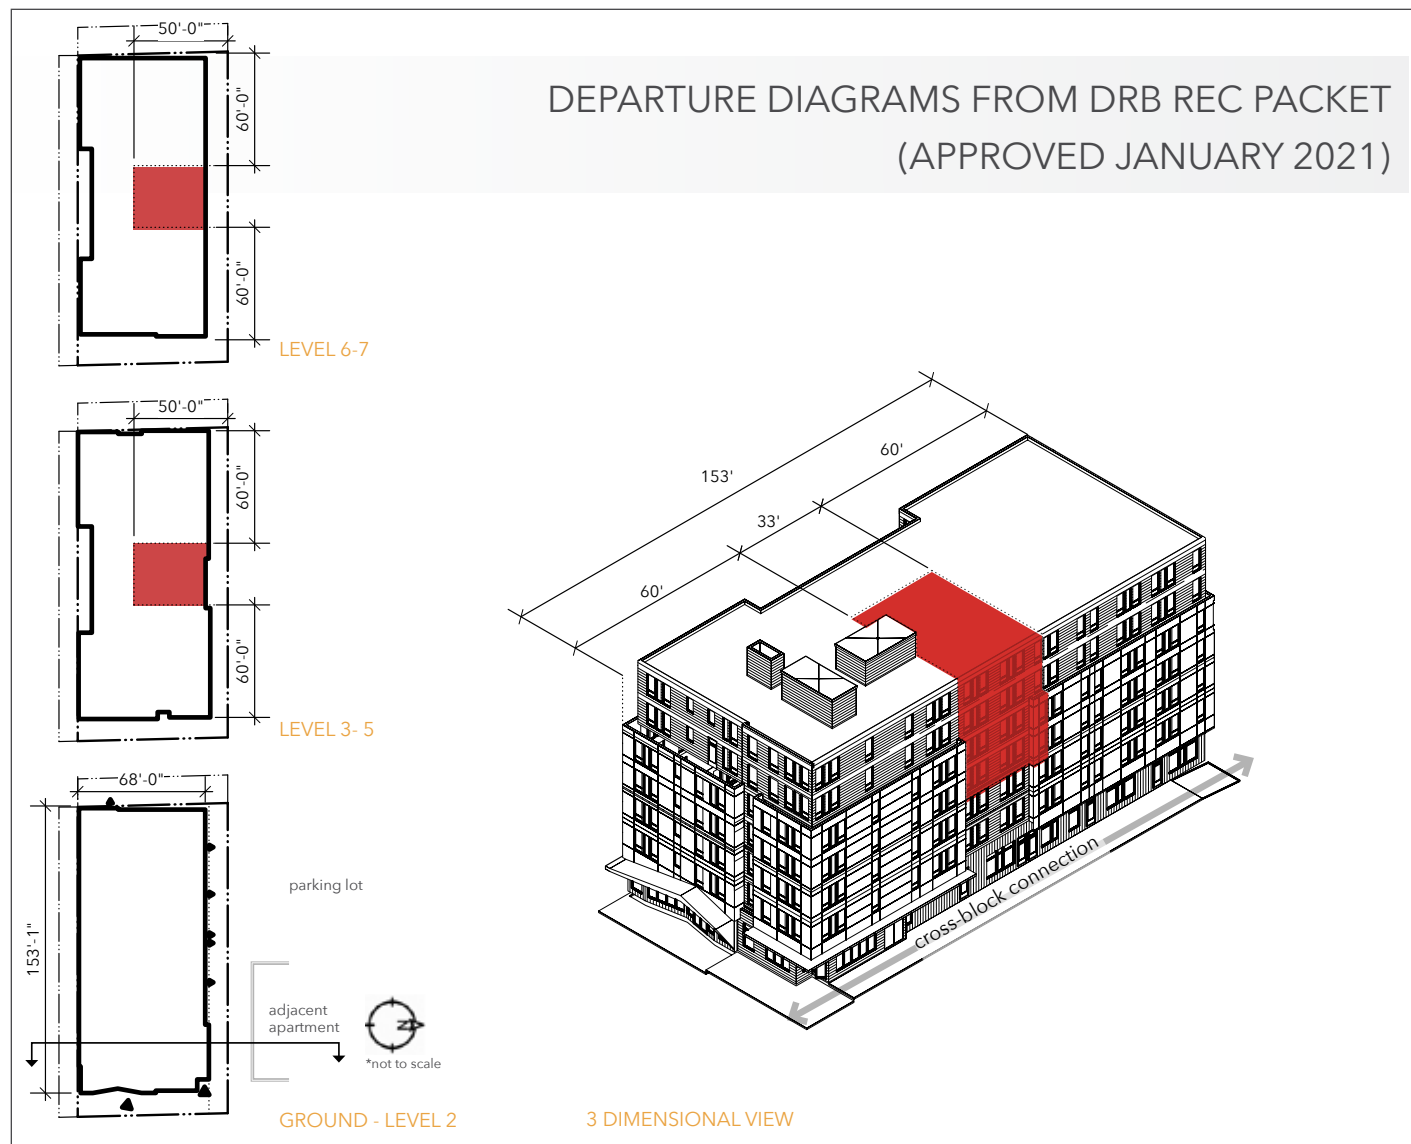 DEPARTURE DIAGRAMS FROM DRB REC PACKET
(APPROVED JANUARY 2021)
50'-0"
60'-0"
60'-0"
LEVEL 6-7
50'-0"
60'-0"
60'-0"
LEVEL 3- 5
68'-0"
153'-1"
parking lot
adjacent
apartment
N
*not to scale
GROUND - LEVEL 2
153'
60'
33'
60'
cross-block connection
3 DIMENSIONAL VIEW